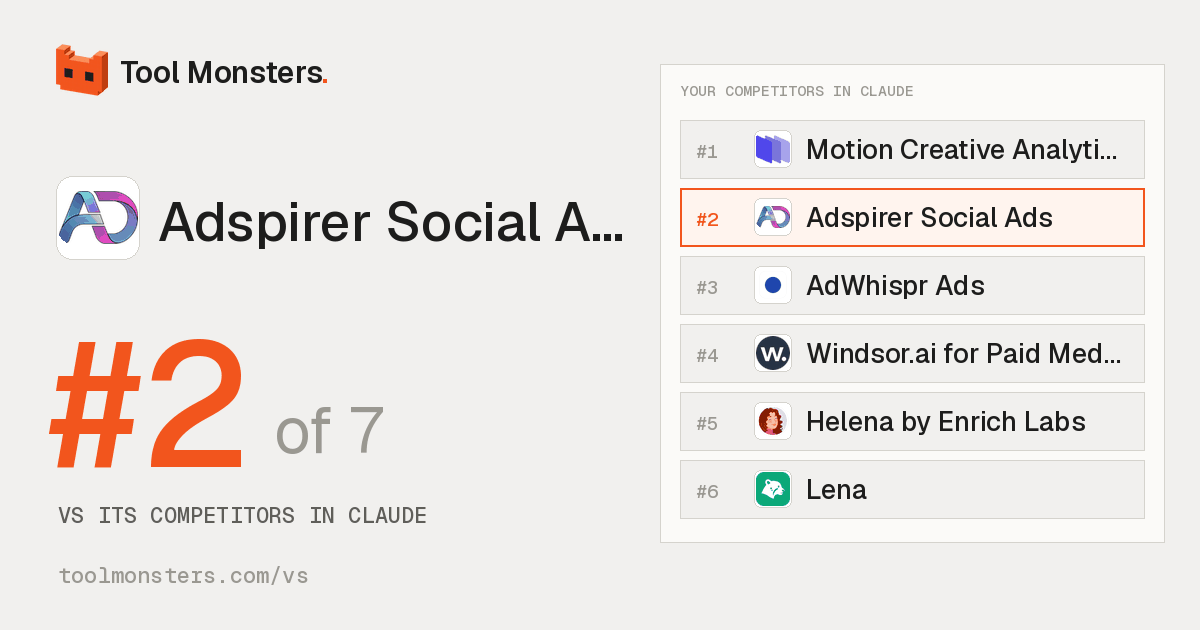 Tool Monsters.
Adspirer Social A...
#2 of 7
VS ITS COMPETITORS IN CLAUDE
toolmonsters.com/vs
YOUR COMPETITORS IN CLAUDE
#1 Motion Creative Analyti...
#2 Adspirer Social Ads
#3 AdWhispr Ads
#4 W. Windsor.ai for Paid Med...
#5 Helena by Enrich Labs
#6 Lena